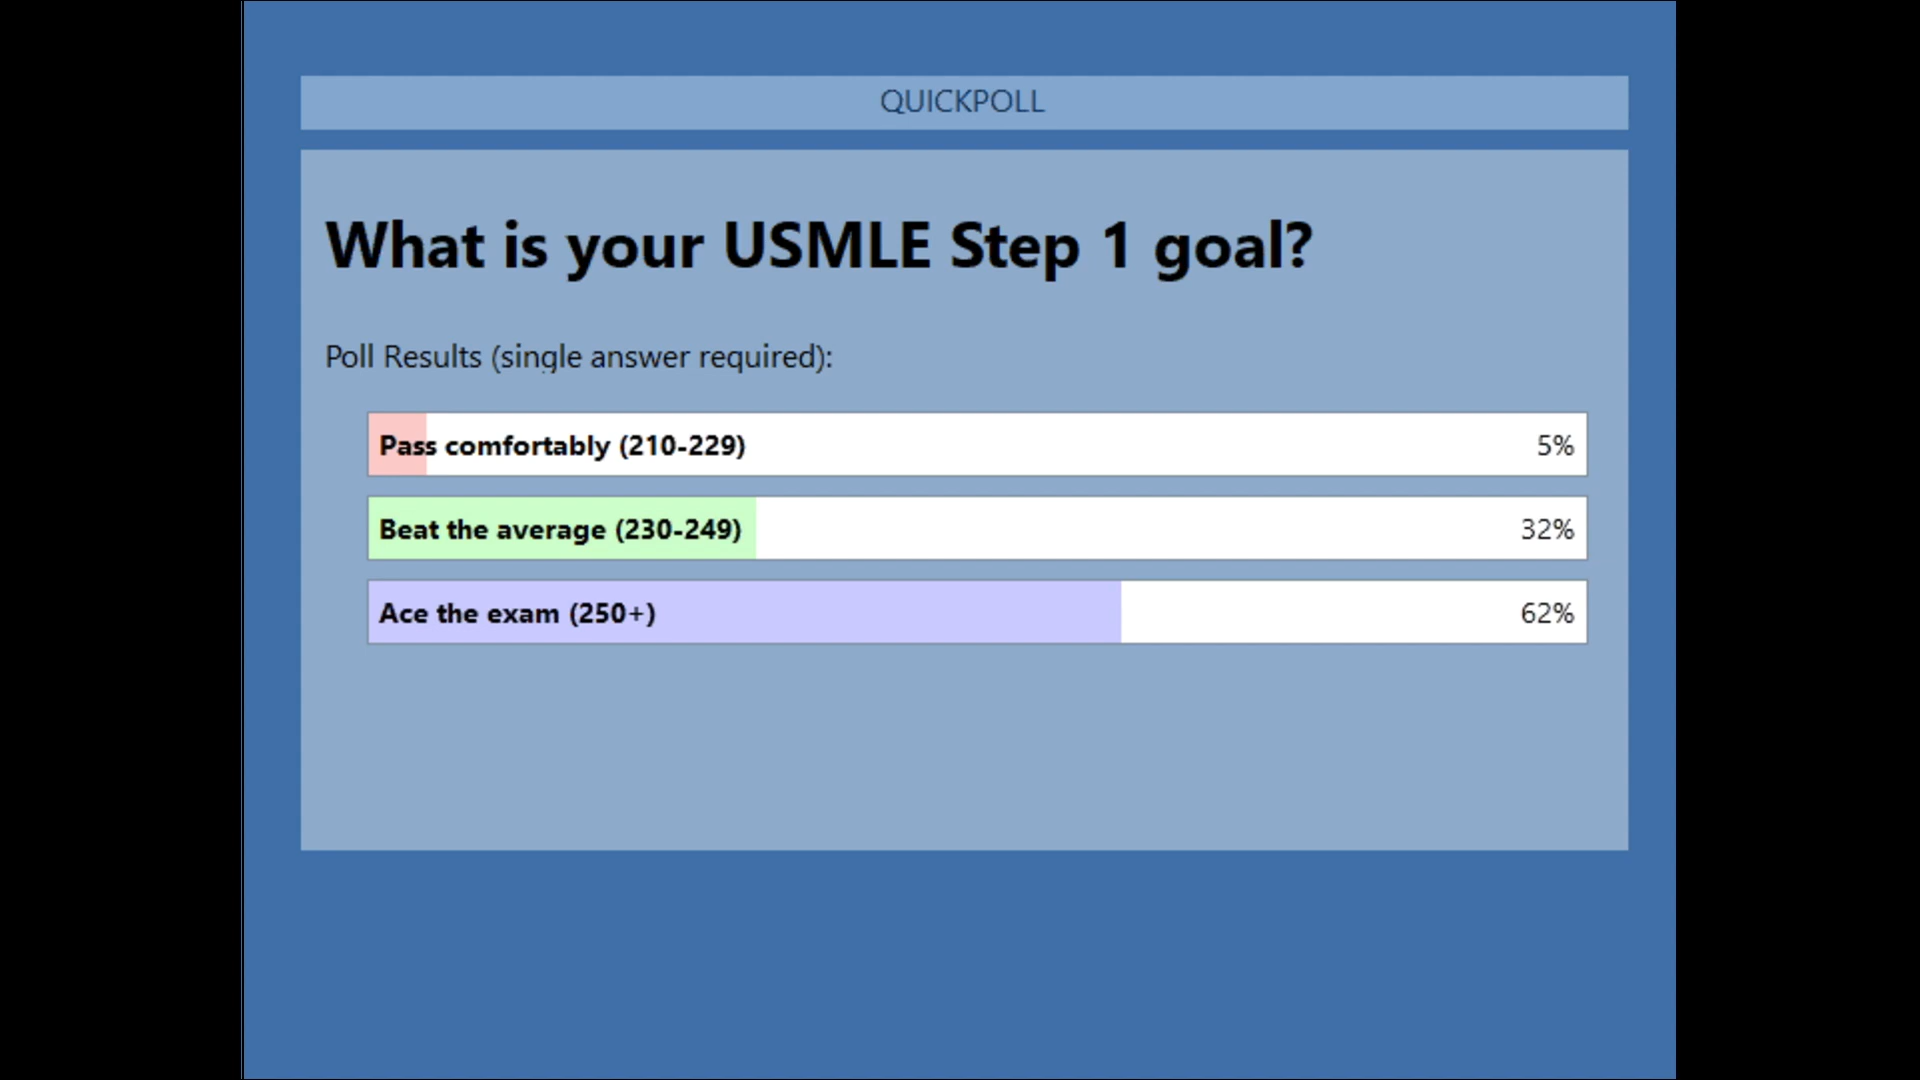 QUICKPOLL
What is your USMLE Step 1 goal?
Poll Results (single answer required):
Pass comfortably (210-229) 5%
Beat the average (230-249) 32%
Ace the exam (250+) 62%